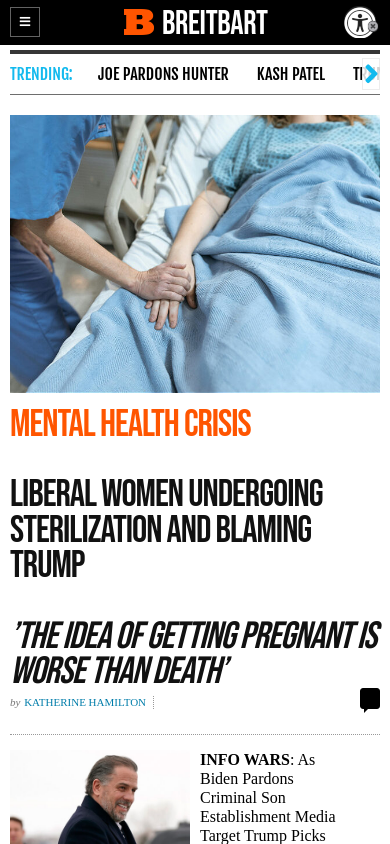 BREITBART
TRENDING: JOE PARDONS HUNTER KASH PATEL
MENTAL HEALTH CRISIS
LIBERAL WOMEN UNDERGOING
STERILIZATION AND BLAMING
TRUMP
'THE IDEA OF GETTING PREGNANT IS
WORSE THAN DEATH'
by KATHERINE HAMILTON
INFO WARS: As
Biden Pardons
Criminal Son
Establishment Media
Target Trump Picks